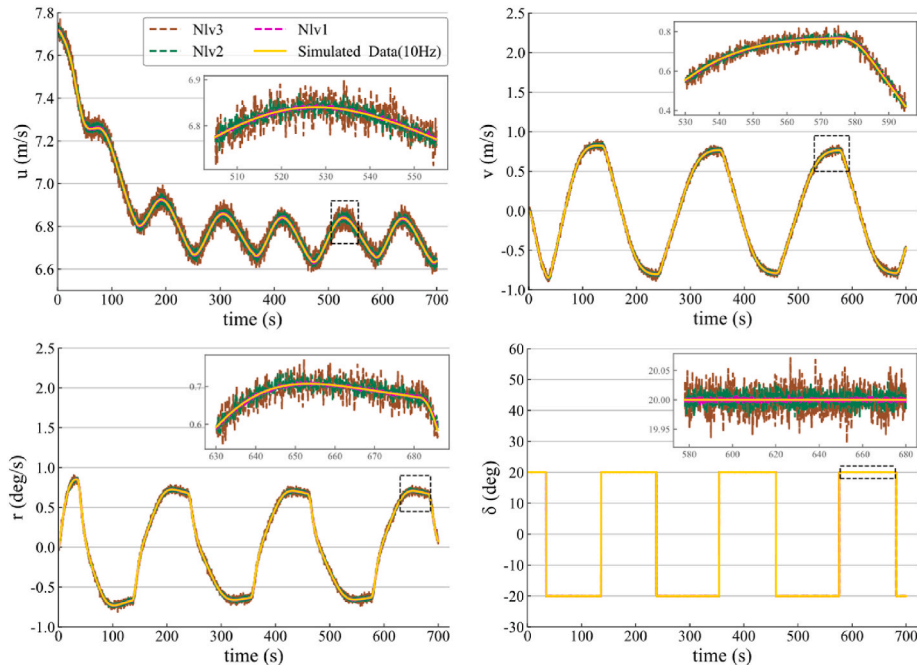 Nlv3 Nlv1
Nlv2 Simulated Data(10Hz)
7.8
7.6
7.4
7.2
7.0
6.8
6.6
u (m/s)
6.9
6.8
510 520 530 540 550
0 100 200 300 400 500 600 700
time (s)
2.5
2.0
1.5
1.0
0.5
0.0
-0.5
-1.0
v (m/s)
0.8
0.6
0.4
530 540 550 560 570 580 590
0 100 200 300 400 500 600 700
time (s)
2.5
2.0
1.5
1.0
0.5
0.0
-0.5
-1.0
r (deg/s)
0.7
0.6
630 640 650 660 670 680
0 100 200 300 400 500 600 700
time (s)
60
50
40
30
20
10
0
-10
-20
-30
δ (deg)
20.05
20.00
19.95
580 600 620 640 660 680
0 100 200 300 400 500 600 700
time (s)